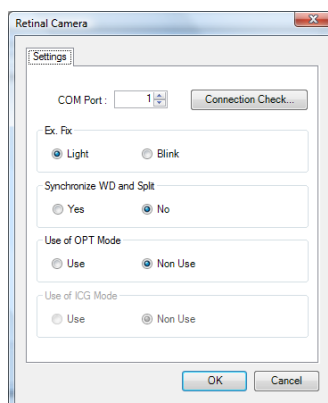 Retinal Camera
Settings
COM Port : 1 Connection Check...
Ex. Fix
Light Blink
Synchronize WD and Split
Yes No
Use of OPT Mode
Use Non Use
Use of ICG Mode
Use Non Use
OK Cancel